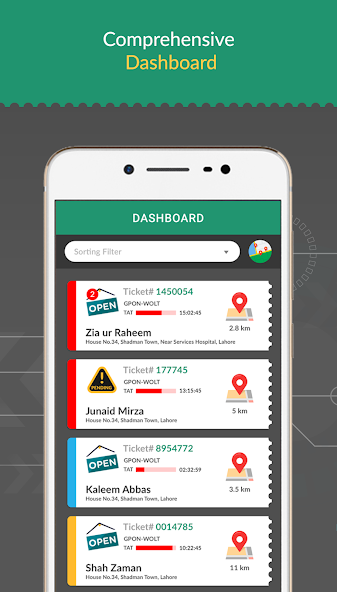 Comprehensive
Dashboard
DASHBOARD
Sorting Filter
2
OPEN
Ticket# 1450054
GPON-WOLT
TAT 15:02:45
Zia ur Raheem
House No.34, Shadman Town, Near Services Hospital, Lahore
2.8 km
PENDING
Ticket# 177745
GPON-WOLT
TAT 13:15:45
Junaid Mirza
House No.34, Shadman Town, Lahore
5 km
OPEN
Ticket# 8954772
GPON-WOLT
TAT 02:32:59
Kaleem Abbas
House No.34, Shadman Town, Lahore
3.5 km
OPEN
Ticket# 0014785
GPON-WOLT
TAT 10:22:45
Shah Zaman
House No.34, Shadman Town, Lahore
11 km